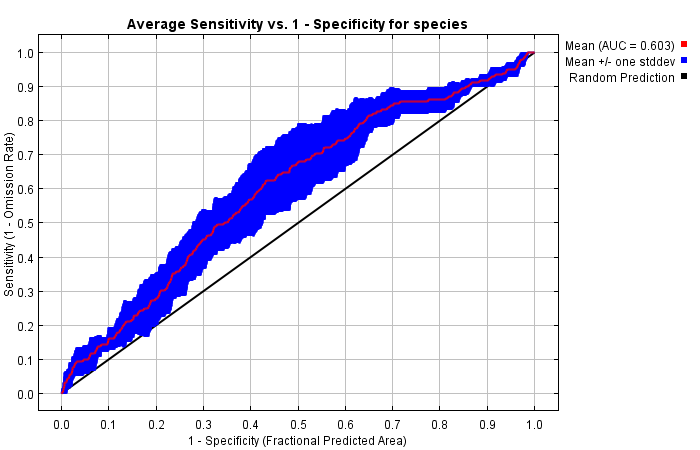 Average Sensitivity vs. 1 - Specificity for species
Mean (AUC = 0.603)
Mean +/- one stddev
Random Prediction
Sensitivity (1 - Omission Rate)
1.0
0.9
0.8
0.7
0.6
0.5
0.4
0.3
0.2
0.1
0.0
0.0 0.1 0.2 0.3 0.4 0.5 0.6 0.7 0.8 0.9 1.0
1 - Specificity (Fractional Predicted Area)